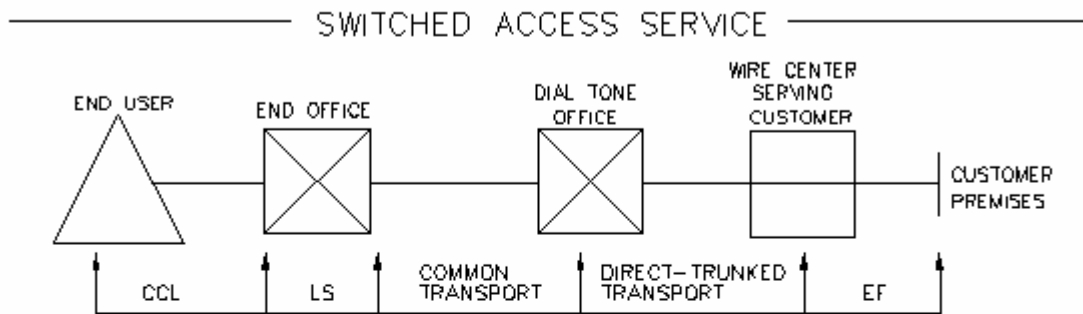 SWITCHED ACCESS SERVICE
END USER
END OFFICE
DIAL TONE
OFFICE
WIRE CENTER
SERVING
CUSTOMER
CUSTOMER
PREMISES
CCL
LS
COMMON
TRANSPORT
DIRECT-TRUNKED
TRANSPORT
EF